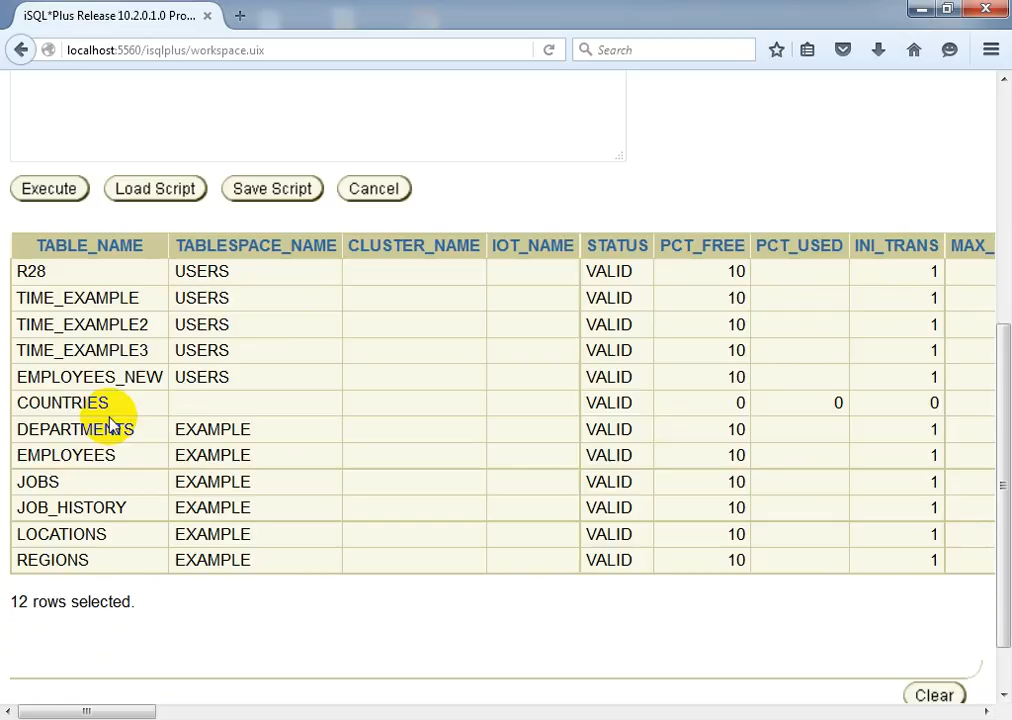 iSQL*Plus Release 10.2.0.1.0 Pro...
localhost:5560/isqlplus/workspace.uix
Search
Execute Load Script Save Script Cancel
TABLE_NAME TABLESPACE_NAME CLUSTER_NAME IOT_NAME STATUS PCT_FREE PCT_USED INI_TRANS MAX_
R28 USERS VALID 10 1
TIME_EXAMPLE USERS VALID 10 1
TIME_EXAMPLE2 USERS VALID 10 1
TIME_EXAMPLE3 USERS VALID 10 1
EMPLOYEES_NEW USERS VALID 10 1
COUNTRIES VALID 0 0 0
DEPARTMENTS EXAMPLE VALID 10 1
EMPLOYEES EXAMPLE VALID 10 1
JOBS EXAMPLE VALID 10 1
JOB_HISTORY EXAMPLE VALID 10 1
LOCATIONS EXAMPLE VALID 10 1
REGIONS EXAMPLE VALID 10 1
12 rows selected.
Clear